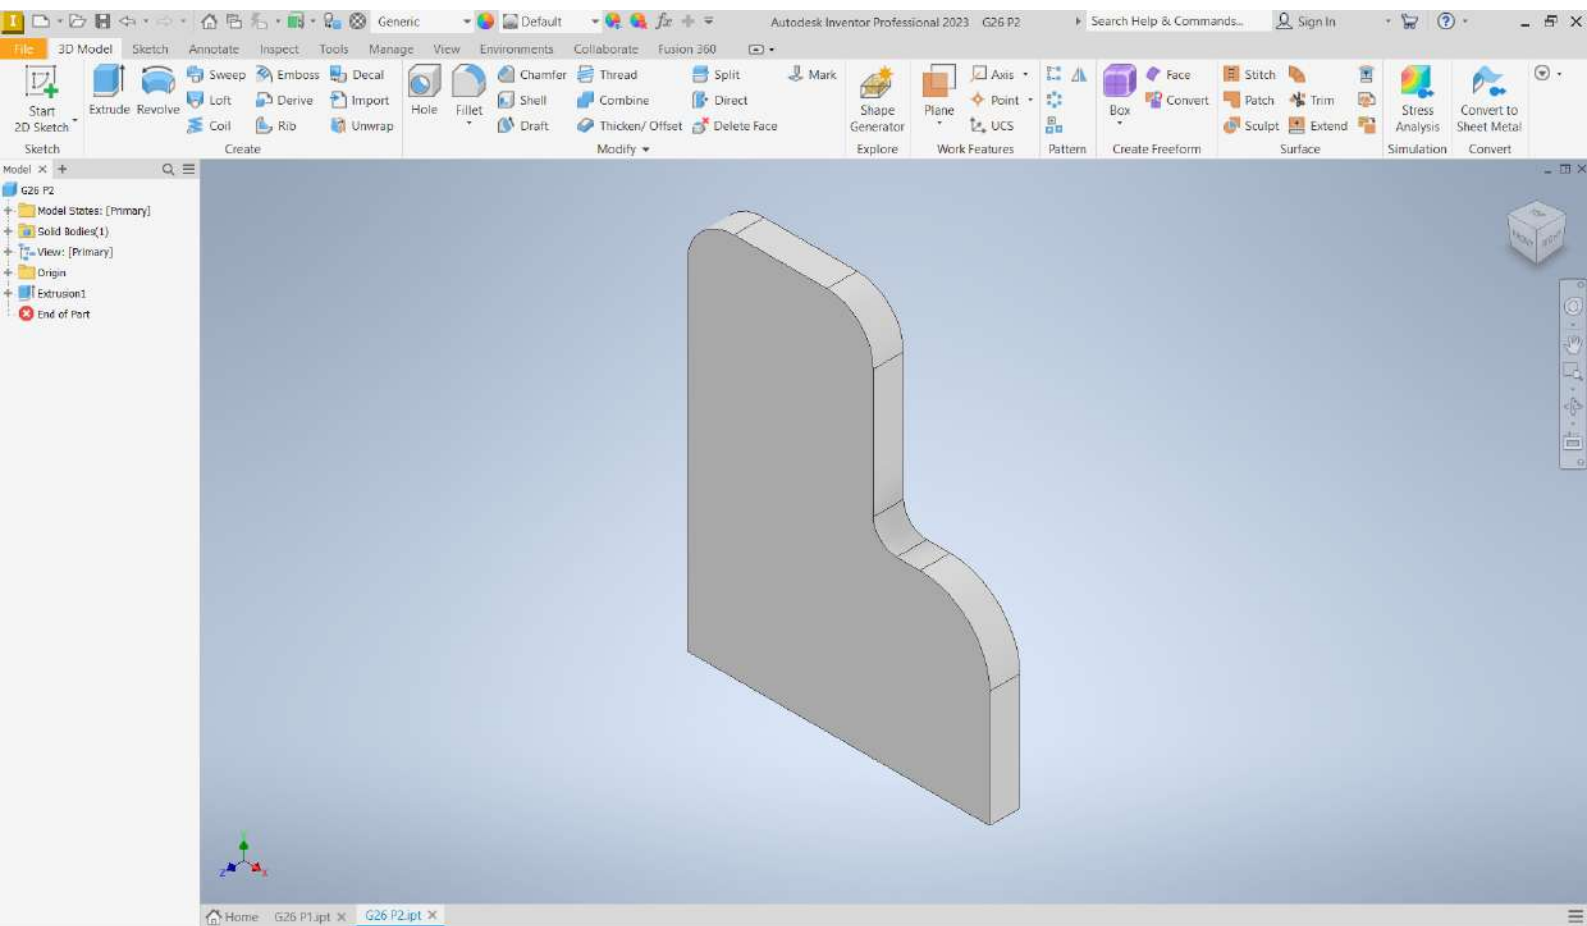 I Generic Default fx Autodesk Inventor Professional 2023 G26 P2 Search Help & Commands... Sign In
File 3D Model Sketch Annotate Inspect Tools Manage View Environments Collaborate Fusion 360
Start 2D Sketch
Extrude Revolve
Sweep Emboss Decal
Loft Derive Import
Coil Rib Unwrap
Hole Fillet
Chamfer Thread Split Mark
Shell Combine Direct
Draft Thicken/ Offset Delete Face
Shape Generator
Plane
Axis
Point
UCS
Box
Face
Convert
Stitch
Patch Trim
Sculpt Extend
Stress Analysis
Convert to Sheet Metal
Sketch Create Modify Explore Work Features Pattern Create Freeform Surface Simulation Convert
Model × +
G26 P2
Model States: [Primary]
Solid Bodies(1)
View: [Primary]
Origin
Extrusion1
End of Part
Home G26 P1.ipt × G26 P2.ipt ×